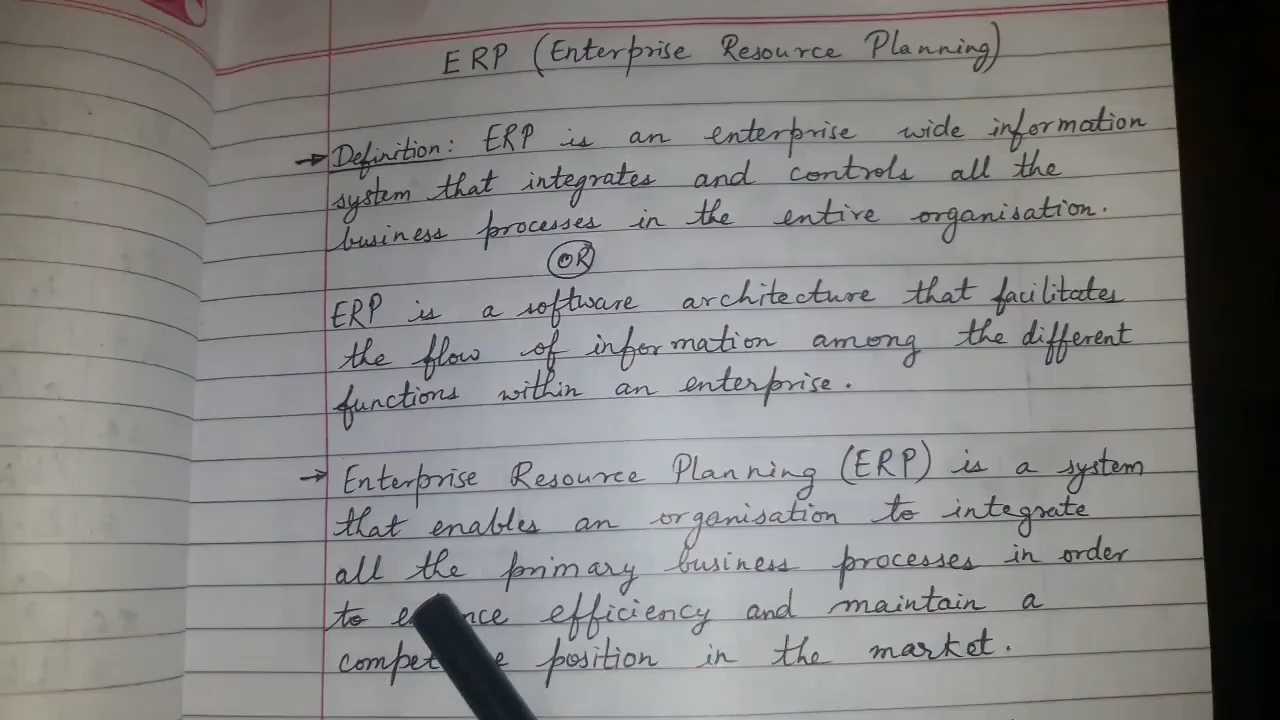 ERP (Enterprise Resource Planning)
→ Definition: ERP is an enterprise wide information
system that integrates and controls all the
business processes in the entire organisation.
OR
ERP is a software architecture that facilitates
the flow of information among the different
functions within an enterprise.
→ Enterprise Resource Planning (ERP) is a system
that enables an organisation to integrate
all the primary business processes in order
to efficiency and maintain a
position in the market.